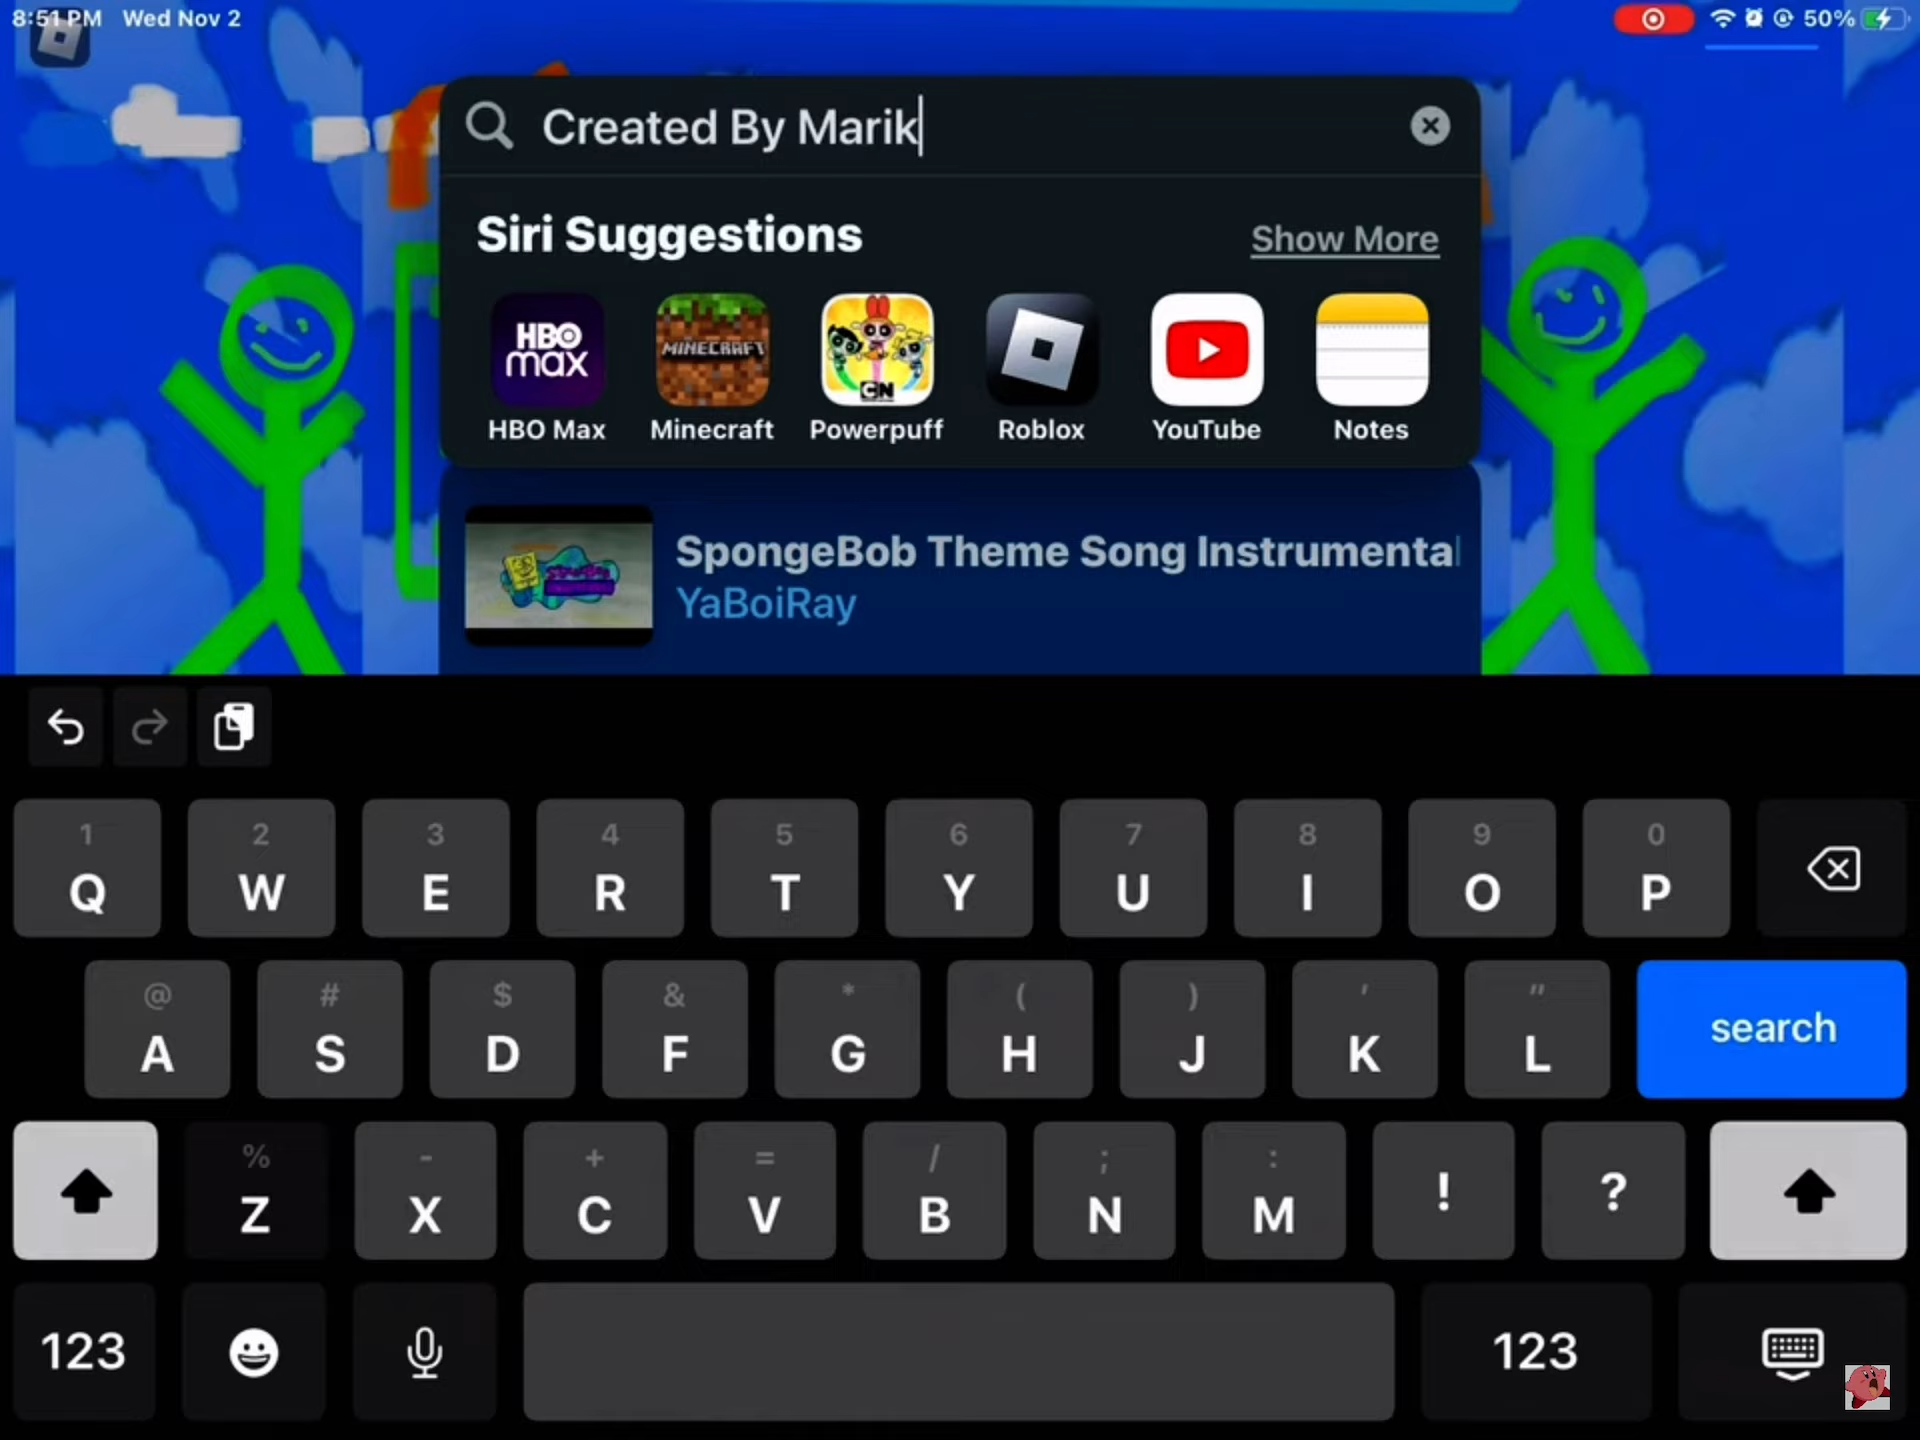 8:51 PM Wed Nov 2
50%
Created By Marik
Siri Suggestions
Show More
HBO max
MINECRAFT
CN
HBO Max
Minecraft
Powerpuff
Roblox
YouTube
Notes
SpongeBob Theme Song Instrumental
YaBoiRay
1 2 3 4 5 6 7 8 9 0
Q W E R T Y U I O P
@ # $ & * ( ) ' "
A S D F G H J K L
search
% - + = / ; :
Z X C V B N M ! ?
123
123